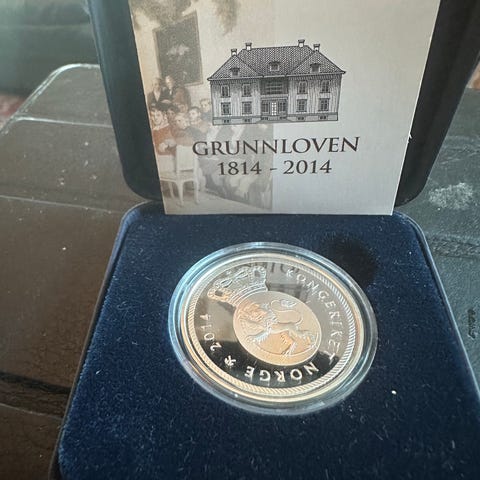 GRUNNLOVEN
1814 - 2014
KONGERIKET NORGE
2014